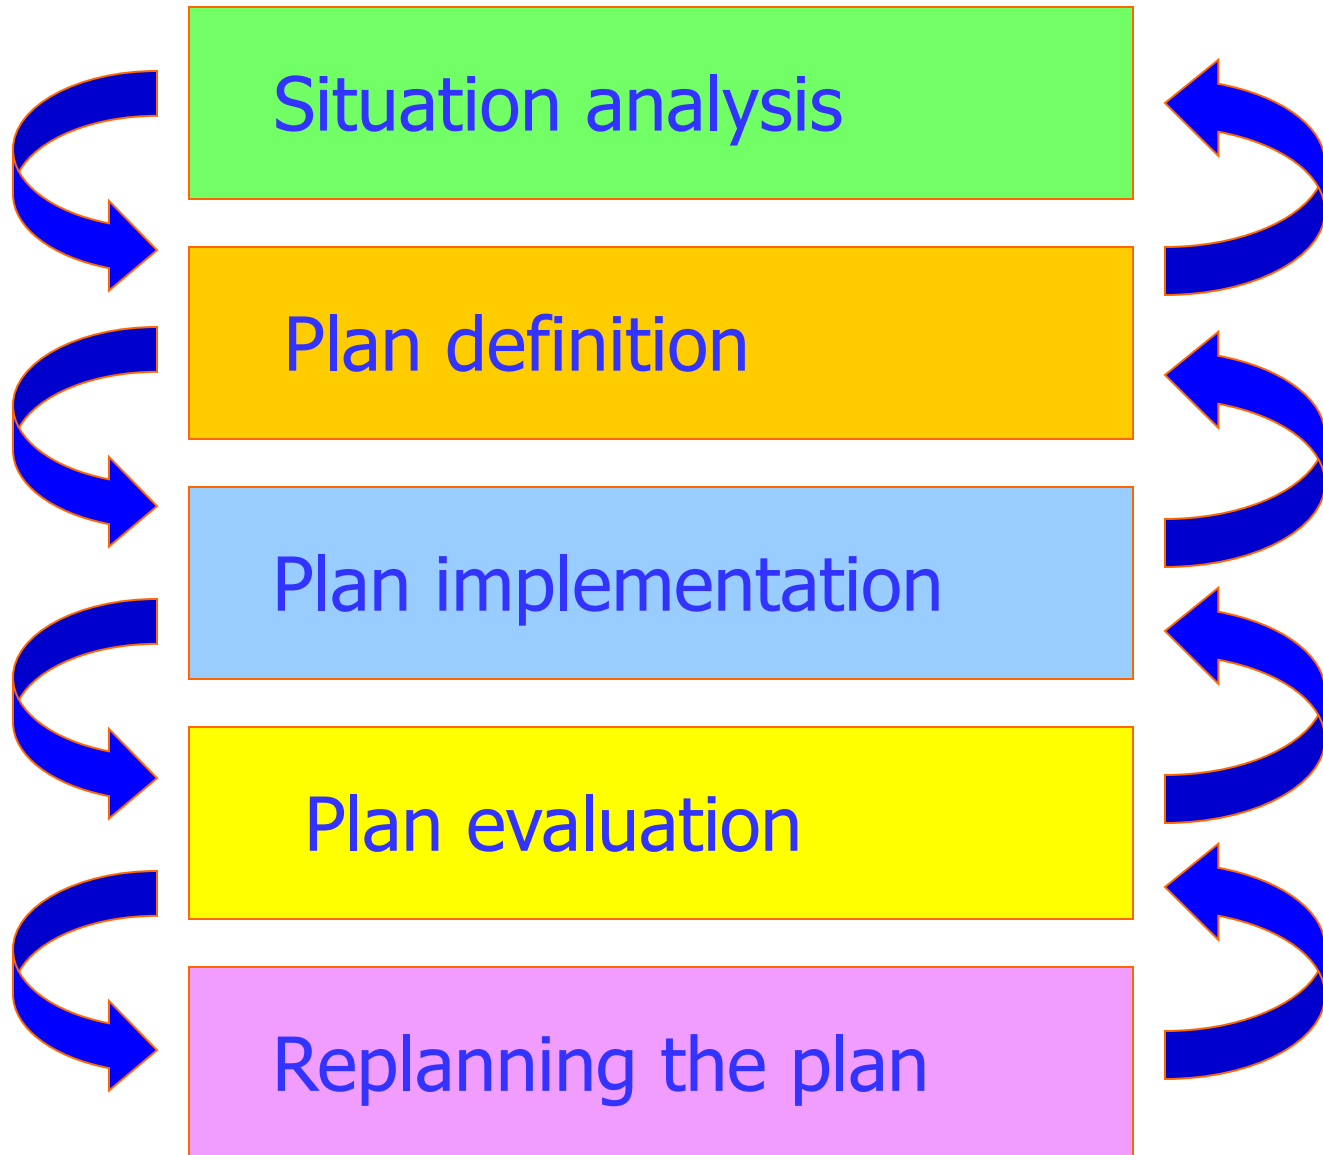 Situation analysis
Plan definition
Plan implementation
Plan evaluation
Replanning the plan